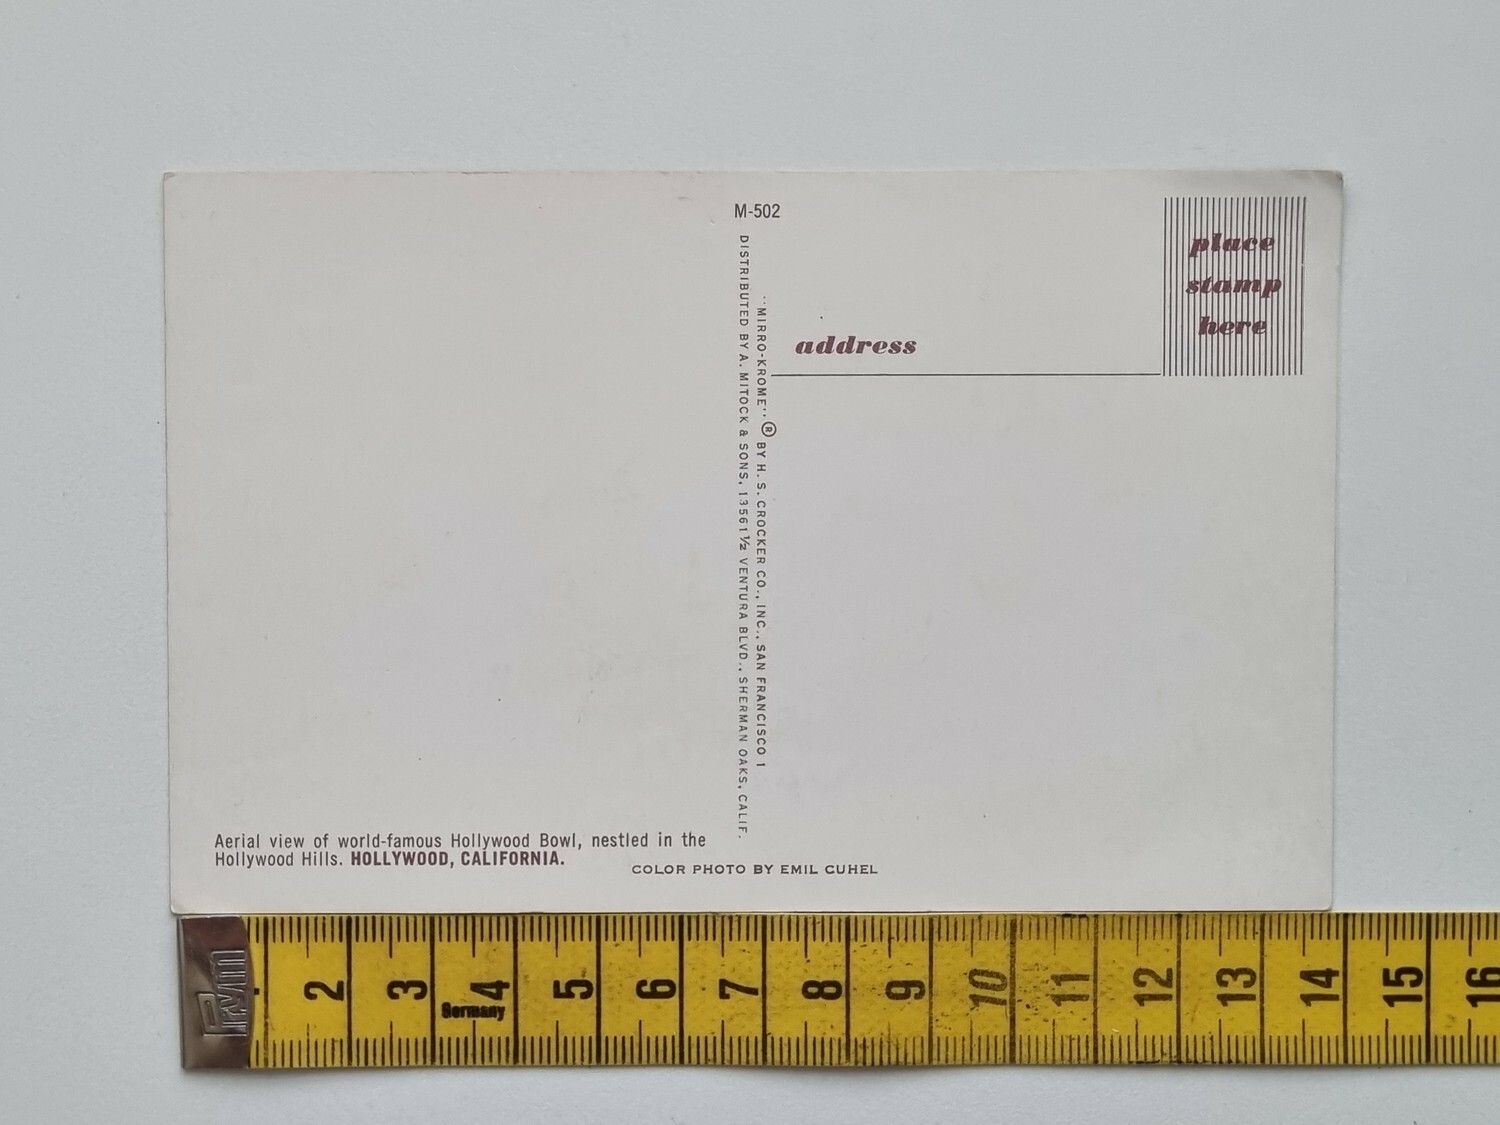 M-502
place
stamp
here
address
"MIRRO-KROME" ® BY H. S. CROCKER CO., INC., SAN FRANCISCO 1
DISTRIBUTED BY A. MITOCK & SONS, 13561½ VENTURA BLVD., SHERMAN OAKS, CALIF.
Aerial view of world-famous Hollywood Bowl, nestled in the
Hollywood Hills. HOLLYWOOD, CALIFORNIA.
COLOR PHOTO BY EMIL CUHEL
Prym 2 3 4 5 6 7 8 9 10 11 12 13 14 15 16
Germany